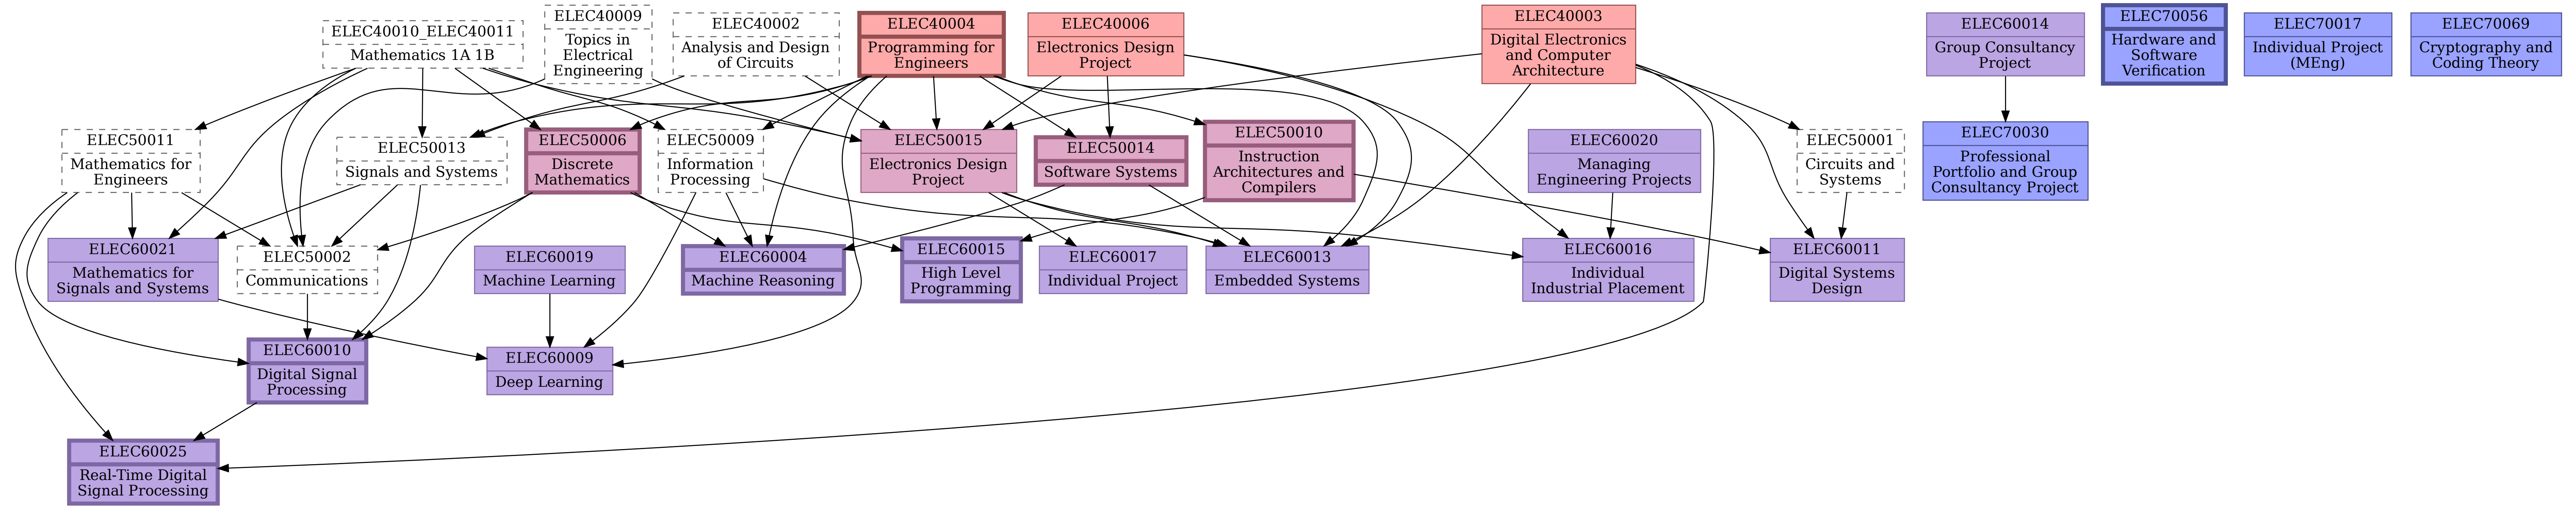 ELEC40010_ELEC40011
Mathematics 1A 1B
ELEC40009
Topics in
Electrical
Engineering
ELEC40002
Analysis and Design
of Circuits
ELEC40004
Programming for
Engineers
ELEC40006
Electronics Design
Project
ELEC40003
Digital Electronics
and Computer
Architecture
ELEC60014
Group Consultancy
Project
ELEC70056
Hardware and
Software
Verification
ELEC70017
Individual Project
(MEng)
ELEC70069
Cryptography and
Coding Theory
ELEC50011
Mathematics for
Engineers
ELEC50013
Signals and Systems
ELEC50006
Discrete
Mathematics
ELEC50009
Information
Processing
ELEC50015
Electronics Design
Project
ELEC50014
Software Systems
ELEC50010
Instruction
Architectures and
Compilers
ELEC60020
Managing
Engineering Projects
ELEC50001
Circuits and
Systems
ELEC70030
Professional
Portfolio and Group
Consultancy Project
ELEC60021
Mathematics for
Signals and Systems
ELEC50002
Communications
ELEC60019
Machine Learning
ELEC60004
Machine Reasoning
ELEC60015
High Level
Programming
ELEC60017
Individual Project
ELEC60013
Embedded Systems
ELEC60016
Individual
Industrial Placement
ELEC60011
Digital Systems
Design
ELEC60010
Digital Signal
Processing
ELEC60009
Deep Learning
ELEC60025
Real-Time Digital
Signal Processing